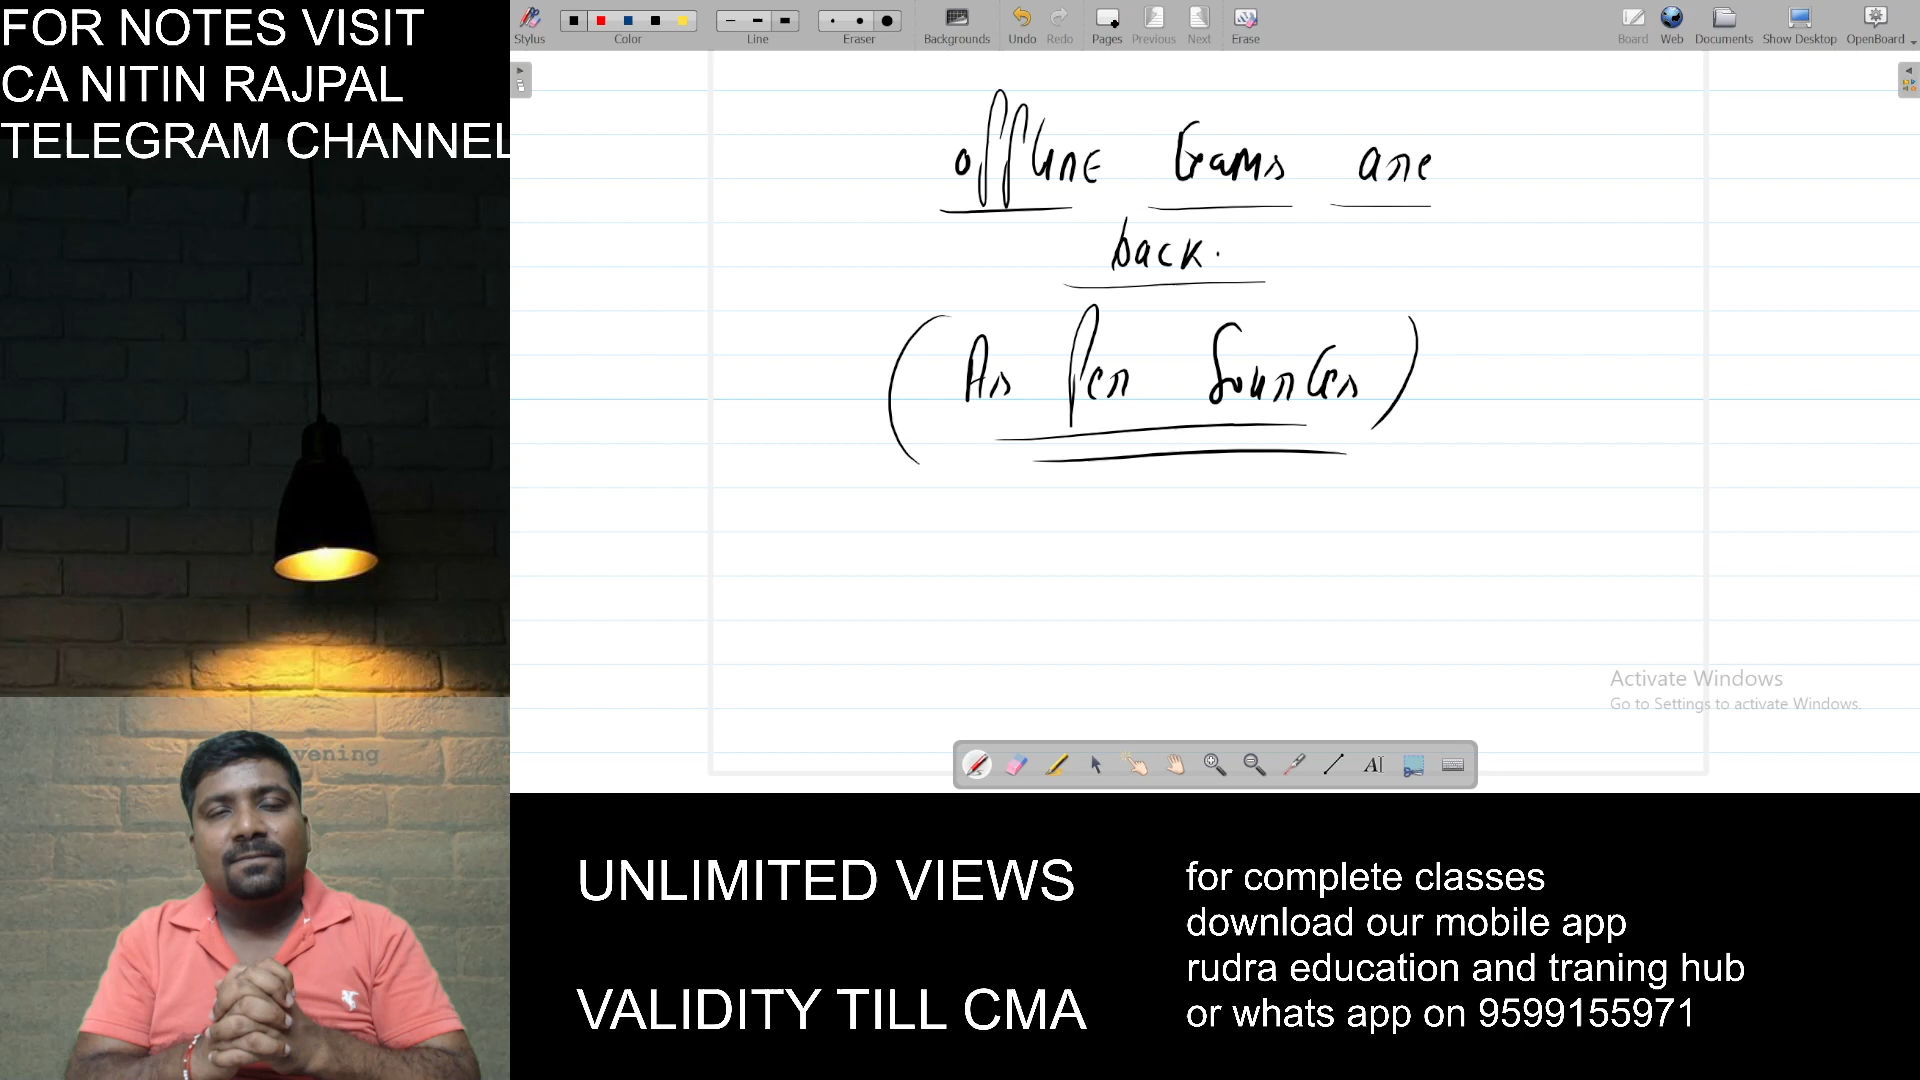 FOR NOTES VISIT
CA NITIN RAJPAL
TELEGRAM CHANNEL
Stylus
Color
Line
Eraser
Backgrounds
Undo
Redo
Pages
Previous
Next
Erase
Board
Web
Documents
Show Desktop
OpenBoard
offline Exams are
back.
(As Per Sources)
Activate Windows
Go to Settings to activate Windows.
vening
UNLIMITED VIEWS
VALIDITY TILL CMA
for complete classes
download our mobile app
rudra education and traning hub
or whats app on 9599155971